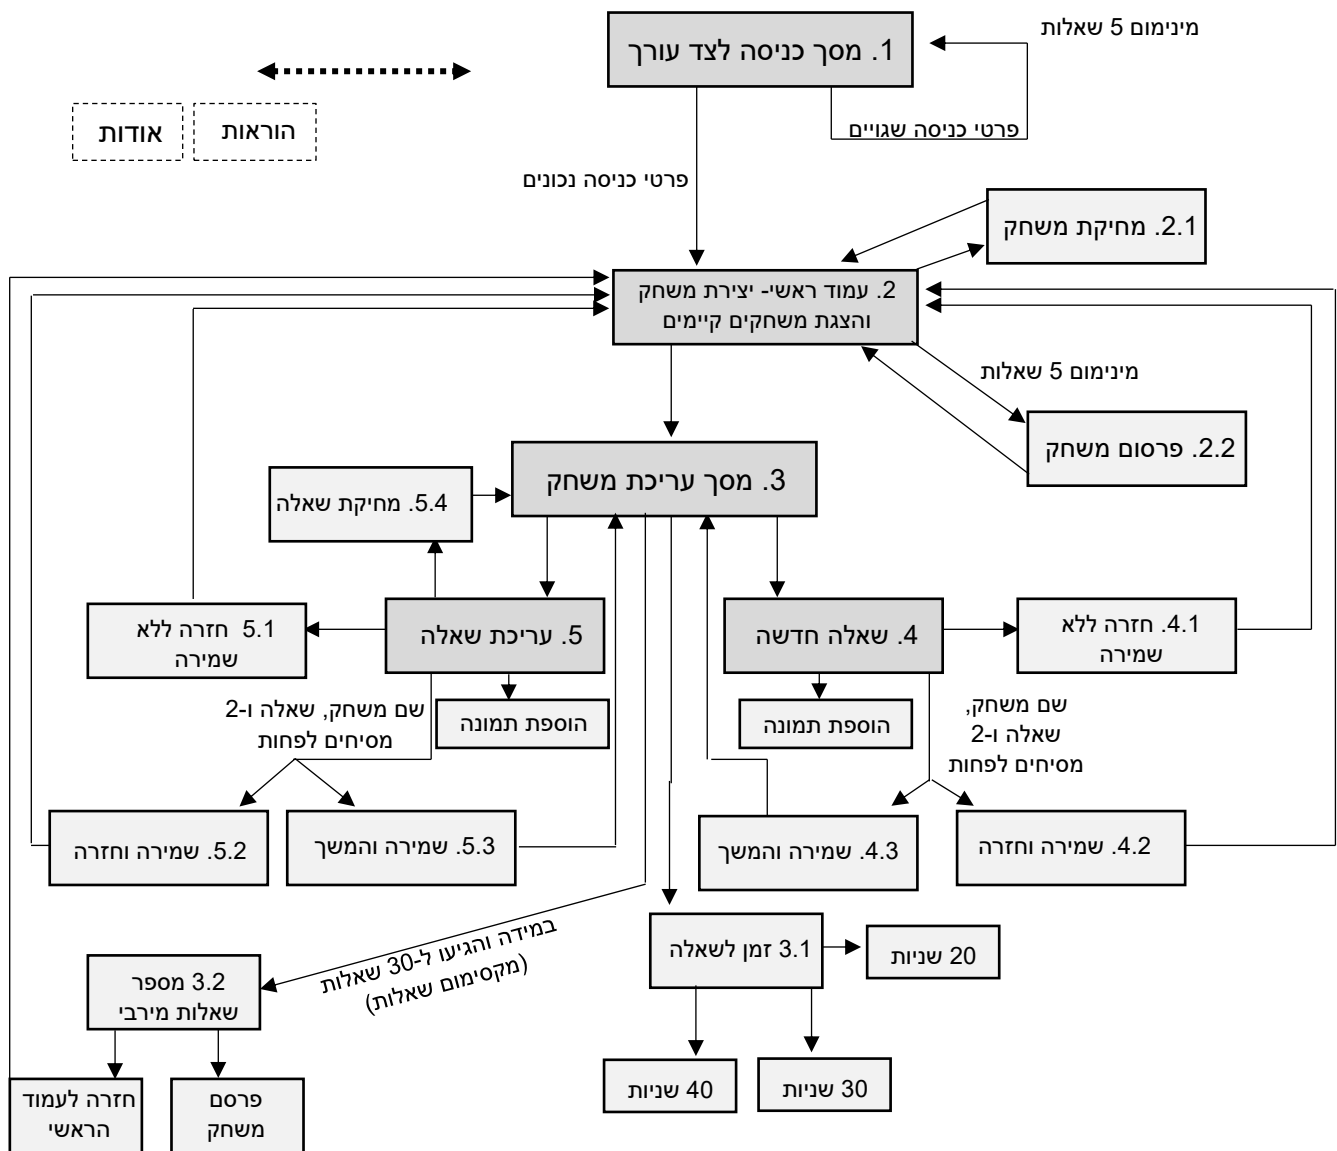 מינימום 5 שאלות
1. מסך כניסה לצד עורך
הוראות
אודות
פרטי כניסה שגויים
פרטי כניסה נכונים
2.1. מחיקת משחק
2. עמוד ראשי- יצירת משחק
והצגת משחקים קיימים
מינימום 5 שאלות
2.2. פרסום משחק
3. מסך עריכת משחק
5.4. מחיקת שאלה
4.1. חזרה ללא
שמירה
4. שאלה חדשה
5. עריכת שאלה
5.1 חזרה ללא
שמירה
שם משחק,
שאלה ו-2
מסיחים לפחות
הוספת תמונה
הוספת תמונה
שם משחק, שאלה ו-2
מסיחים לפחות
4.2. שמירה וחזרה
4.3. שמירה והמשך
5.3. שמירה והמשך
5.2. שמירה וחזרה
במידה והגיעו ל-30 שאלות
(מקסימום שאלות)
3.1 זמן לשאלה
20 שניות
30 שניות
40 שניות
3.2 מספר
שאלות מירבי
פרסם
משחק
חזרה לעמוד
הראשי